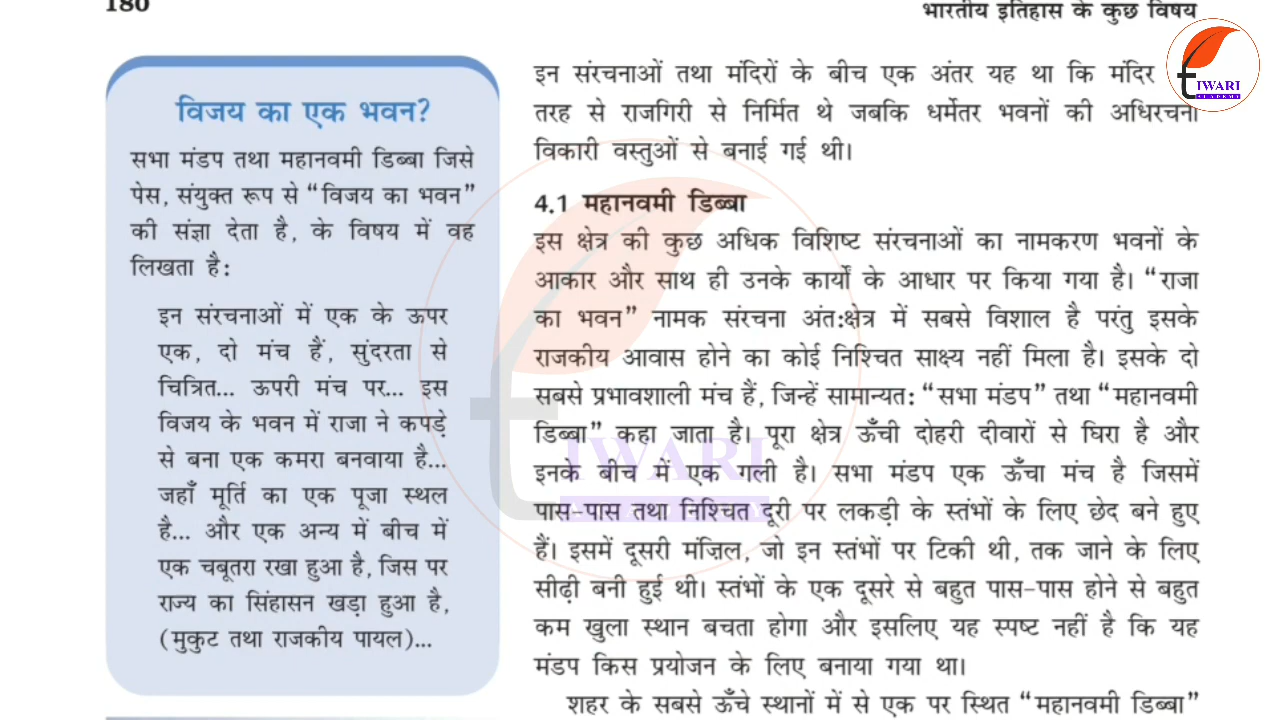 180
भारतीय इतिहास के कुछ विषय
TIWARI
ACADEMY
विजय का एक भवन?
सभा मंडप तथा महानवमी डिब्बा जिसे
पेस, संयुक्त रूप से “विजय का भवन”
की संज्ञा देता है, के विषय में वह
लिखता है:
इन संरचनाओं में एक के ऊपर
एक, दो मंच हैं, सुंदरता से
चित्रित... ऊपरी मंच पर... इस
विजय के भवन में राजा ने कपड़े
से बना एक कमरा बनवाया है...
जहाँ मूर्ति का एक पूजा स्थल
है... और एक अन्य में बीच में
एक चबूतरा रखा हुआ है, जिस पर
राज्य का सिंहासन खड़ा हुआ है,
(मुकुट तथा राजकीय पायल)...
इन संरचनाओं तथा मंदिरों के बीच एक अंतर यह था कि मंदिर
तरह से राजगिरी से निर्मित थे जबकि धर्मेतर भवनों की अधिरचना
विकारी वस्तुओं से बनाई गई थी।
4.1 महानवमी डिब्बा
इस क्षेत्र की कुछ अधिक विशिष्ट संरचनाओं का नामकरण भवनों के
आकार और साथ ही उनके कार्यों के आधार पर किया गया है। “राजा
का भवन” नामक संरचना अंत:क्षेत्र में सबसे विशाल है परंतु इसके
राजकीय आवास होने का कोई निश्चित साक्ष्य नहीं मिला है। इसके दो
सबसे प्रभावशाली मंच हैं, जिन्हें सामान्यत: “सभा मंडप” तथा “महानवमी
डिब्बा” कहा जाता है। पूरा क्षेत्र ऊँची दोहरी दीवारों से घिरा है और
इनके बीच में एक गली है। सभा मंडप एक ऊँचा मंच है जिसमें
पास-पास तथा निश्चित दूरी पर लकड़ी के स्तंभों के लिए छेद बने हुए
हैं। इसमें दूसरी मंज़िल, जो इन स्तंभों पर टिकी थी, तक जाने के लिए
सीढ़ी बनी हुई थी। स्तंभों के एक दूसरे से बहुत पास-पास होने से बहुत
कम खुला स्थान बचता होगा और इसलिए यह स्पष्ट नहीं है कि यह
मंडप किस प्रयोजन के लिए बनाया गया था।
शहर के सबसे ऊँचे स्थानों में से एक पर स्थित “महानवमी डिब्बा”
TIWARI
ACADEMY